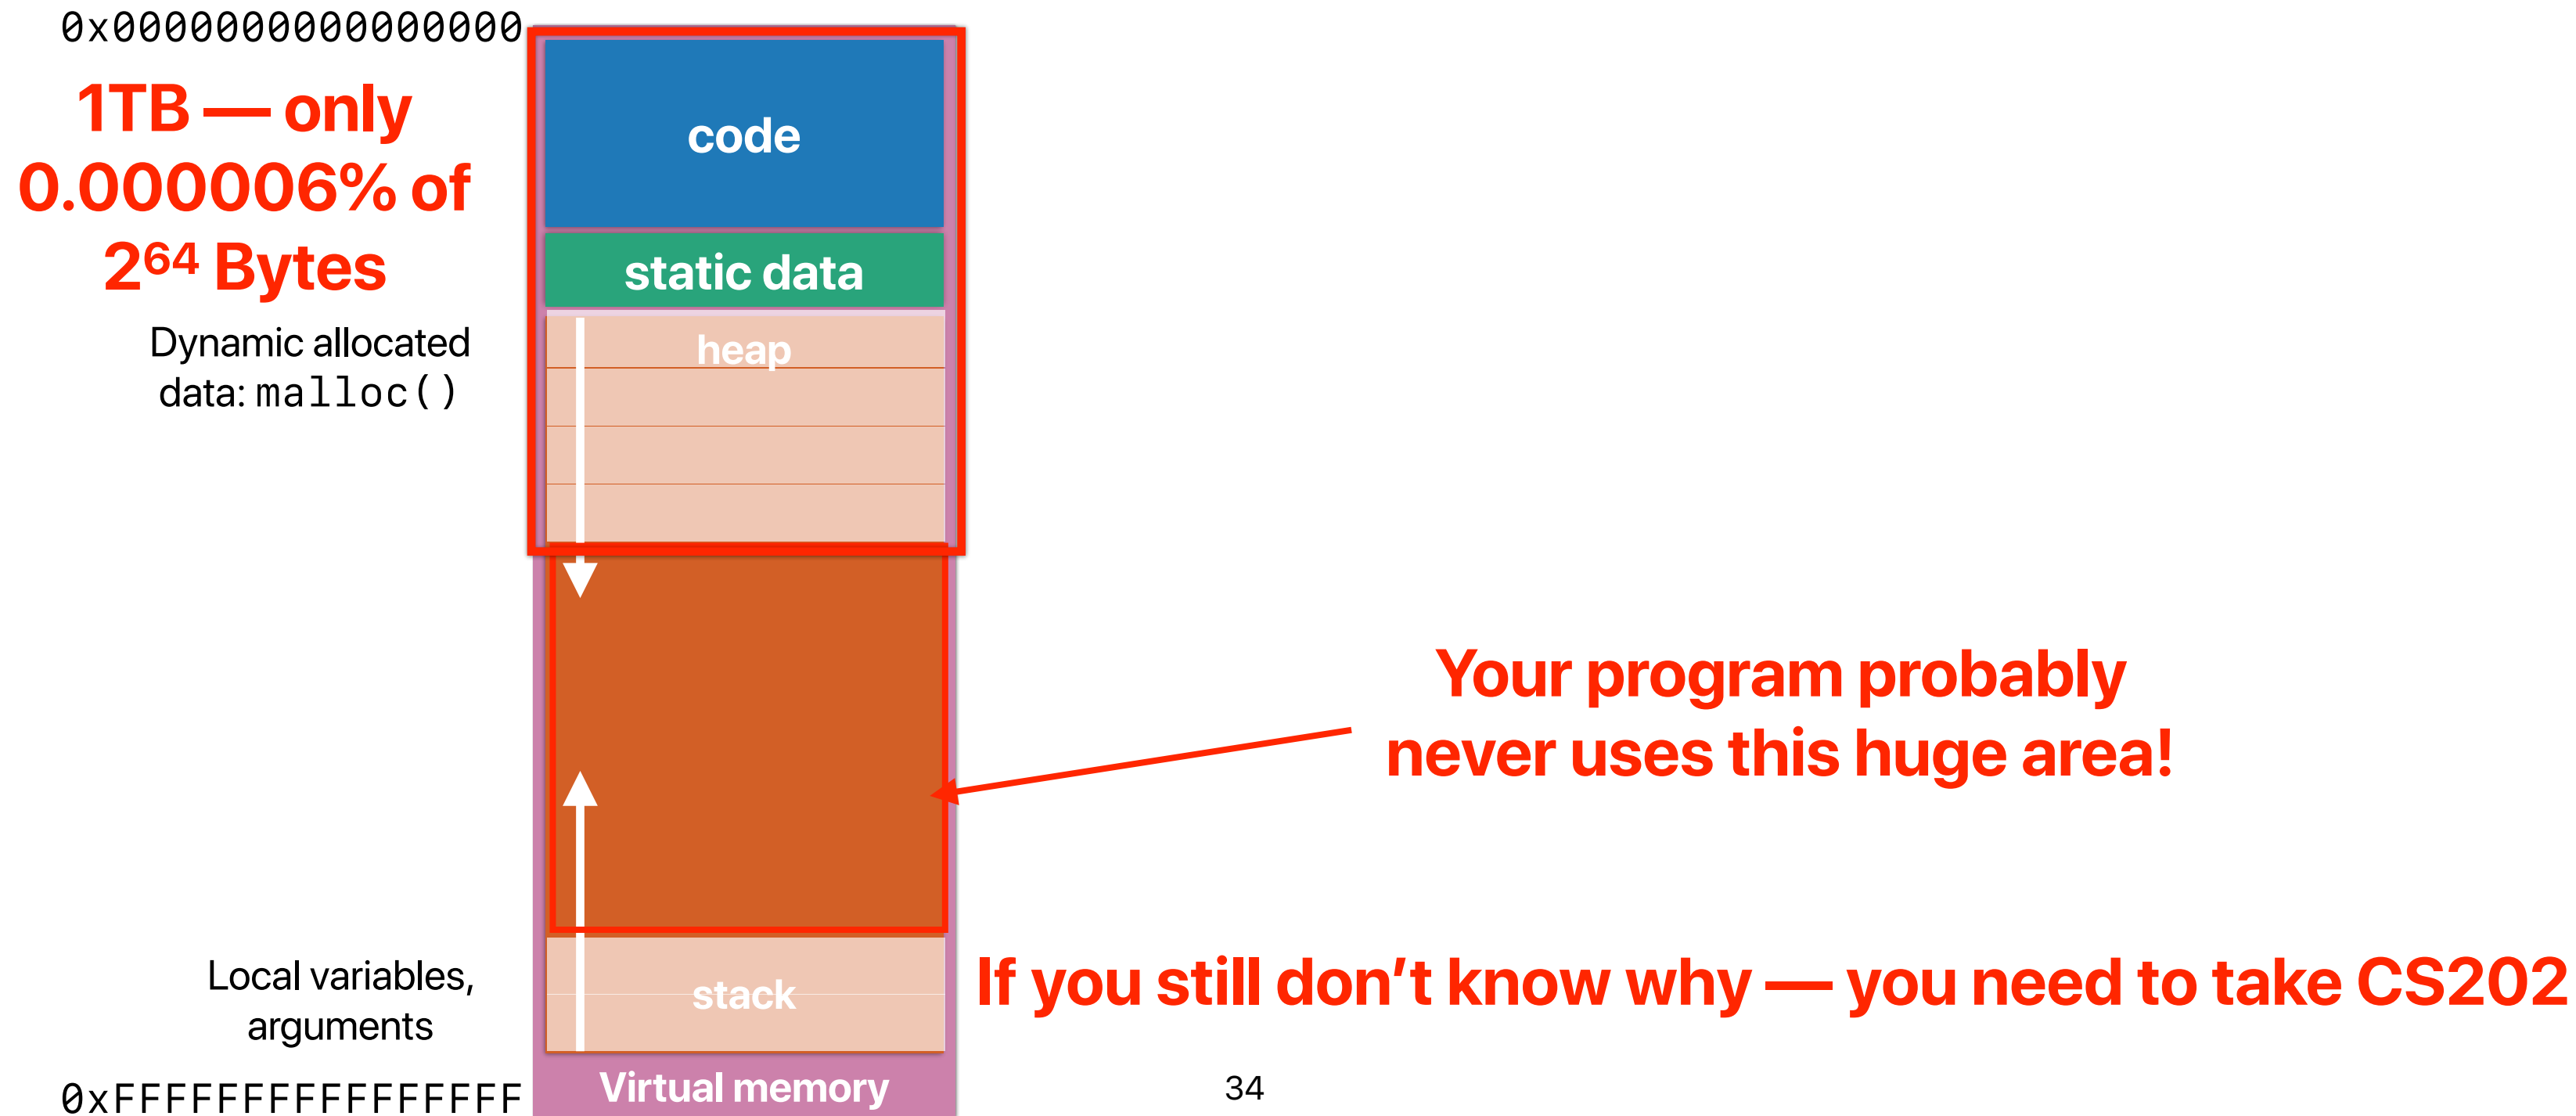 0x0000000000000000
1TB — only
0.000006% of
2⁶⁴ Bytes
code
static data
heap
Dynamic allocated
data: malloc()
Your program probably
never uses this huge area!
Local variables,
arguments
stack
If you still don’t know why — you need to take CS202
0xFFFFFFFFFFFFFFFF
Virtual memory
34